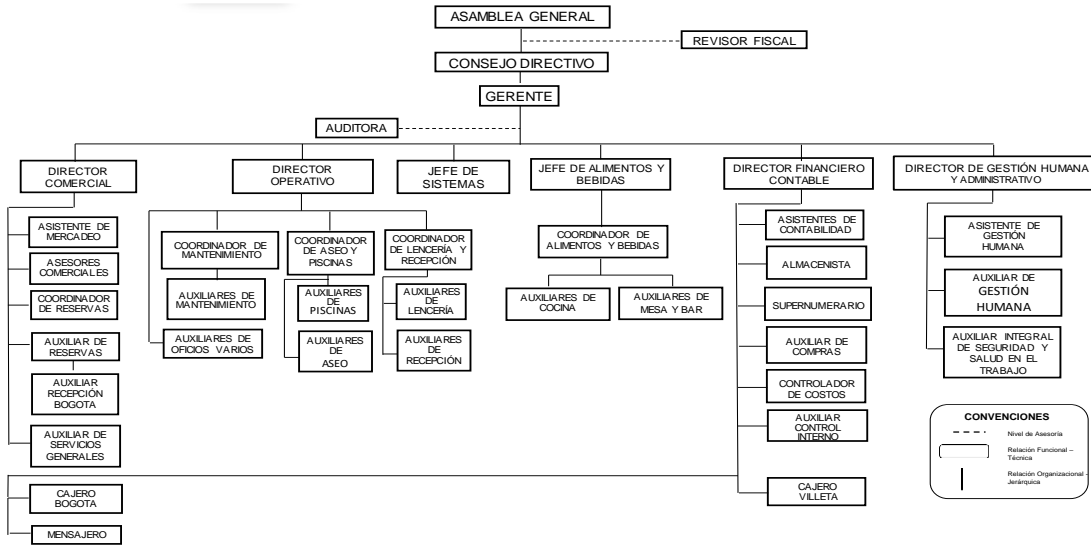 ASAMBLEA GENERAL
REVISOR FISCAL
CONSEJO DIRECTIVO
GERENTE
AUDITORA
DIRECTOR
COMERCIAL
DIRECTOR
OPERATIVO
JEFE DE
SISTEMAS
JEFE DE ALIMENTOS Y
BEBIDAS
DIRECTOR FINANCIERO
CONTABLE
DIRECTOR DE GESTIÓN HUMANA
Y ADMINISTRATIVO
ASISTENTE DE
MERCADEO
ASESORES
COMERCIALES
COORDINADOR
DE RESERVAS
AUXILIAR DE
RESERVAS
AUXILIAR
RECEPCIÓN
BOGOTA
AUXILIAR DE
SERVICIOS
GENERALES
CAJERO
BOGOTA
MENSAJERO
COORDINADOR DE
MANTENIMIENTO
AUXILIARES DE
MANTENIMIENTO
AUXILIARES DE
OFICIOS VARIOS
COORDINADOR
DE ASEO Y
PISCINAS
AUXILIARES
DE
PISCINAS
AUXILIARES
DE
ASEO
COORDINADOR
DE LENCERÍA Y
RECEPCIÓN
AUXILIARES
DE
LENCERÍA
AUXILIARES
DE
RECEPCIÓN
COORDINADOR DE
ALIMENTOS Y BEBIDAS
AUXILIARES DE
COCINA
AUXILIARES DE
MESA Y BAR
ASISTENTES DE
CONTABILIDAD
ALMACENISTA
SUPERNUMERARIO
AUXILIAR DE
COMPRAS
CONTROLADOR
DE COSTOS
AUXILIAR
CONTROL
INTERNO
CAJERO
VILLETA
ASISTENTE DE
GESTIÓN
HUMANA
AUXILIAR DE
GESTIÓN
HUMANA
AUXILIAR INTEGRAL
DE SEGURIDAD Y
SALUD EN EL
TRABAJO
CONVENCIONES
Nivel de Asesoría
Relación Funcional –
Técnica
Relación Organizacional -
Jerárquica